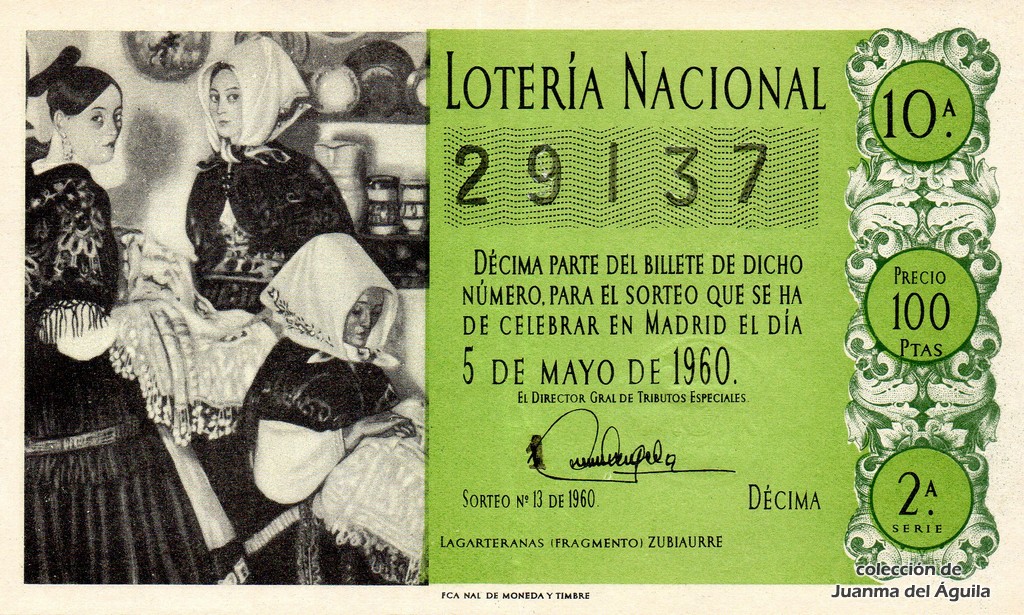 LOTERÍA NACIONAL
10ª.
29137
DÉCIMA PARTE DEL BILLETE DE DICHO
NÚMERO, PARA EL SORTEO QUE SE HA
DE CELEBRAR EN MADRID EL DÍA
5 DE MAYO DE 1960.
EL DIRECTOR GRAL DE TRIBUTOS ESPECIALES.
PRECIO
100
PTAS
SORTEO Nº 13 DE 1960.
DÉCIMA
2ª.
SERIE
LAGARTERANAS (FRAGMENTO) ZUBIAURRE
FCA NAL DE MONEDA Y TIMBRE
colección de
Juanma del Águila